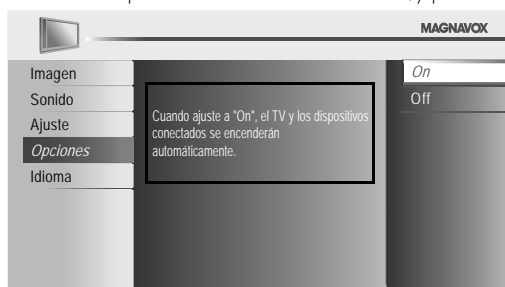 MAGNAVOX
Imagen
Sonido
Ajuste
Opciones
Idioma
Cuando ajuste a "On", el TV y los dispositivos
conectados se encenderán
automáticamente.
On
Off